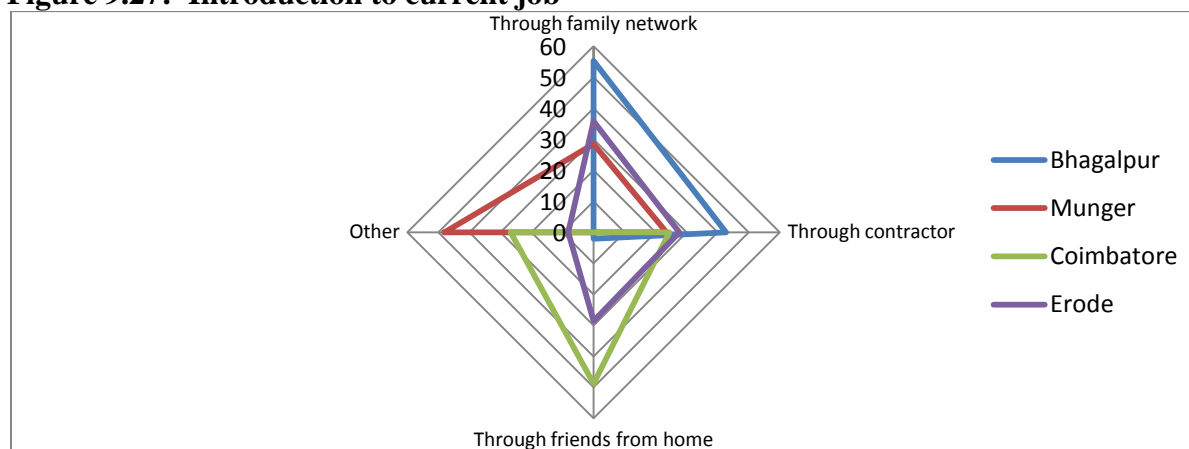 Figure 9.27: Introduction to current job
Through family network
60
50
40
30
20
10
0
Other
Through contractor
Through friends from home
Bhagalpur
Munger
Coimbatore
Erode